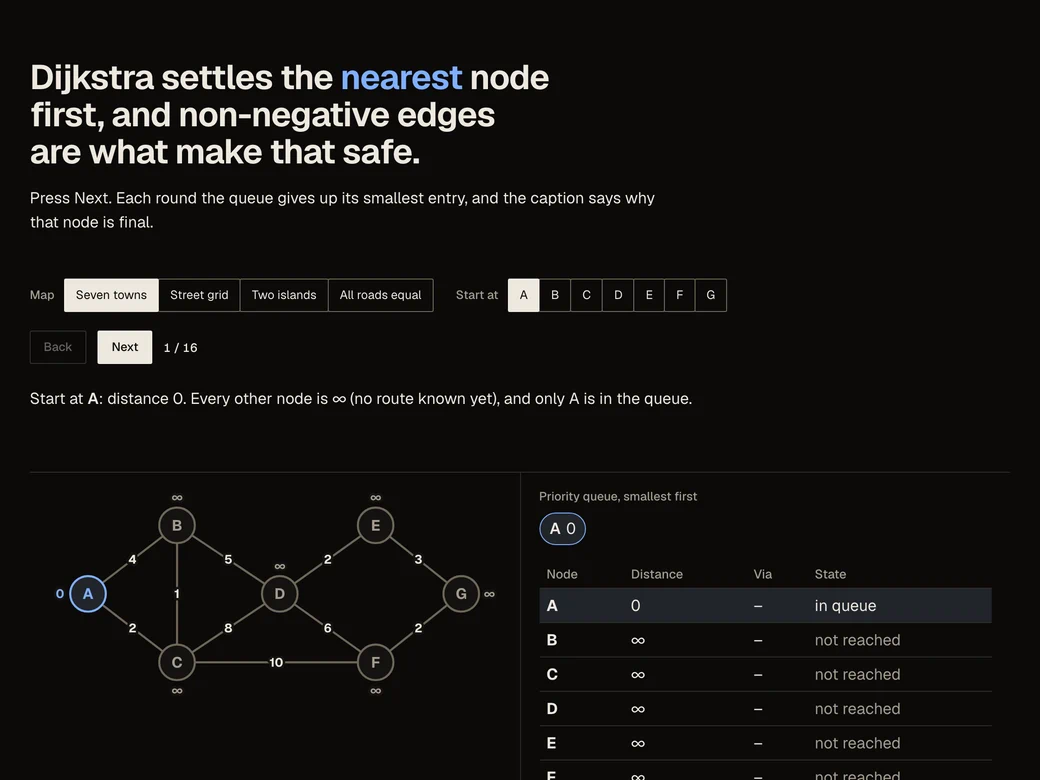 Dijkstra settles the nearest node
first, and non-negative edges
are what make that safe.
Press Next. Each round the queue gives up its smallest entry, and the caption says why
that node is final.
Map Seven towns Street grid Two islands All roads equal Start at A B C D E F G
Back Next 1 / 16
Start at A: distance 0. Every other node is ∞ (no route known yet), and only A is in the queue.
∞ ∞
B E
4 5 ∞ 2 3
0 A 1 D G ∞
2 8 6 2
C 10 F
∞ ∞
Priority queue, smallest first
A 0
Node Distance Via State
A 0 – in queue
B ∞ – not reached
C ∞ – not reached
D ∞ – not reached
E ∞ – not reached
F ∞ – not reached